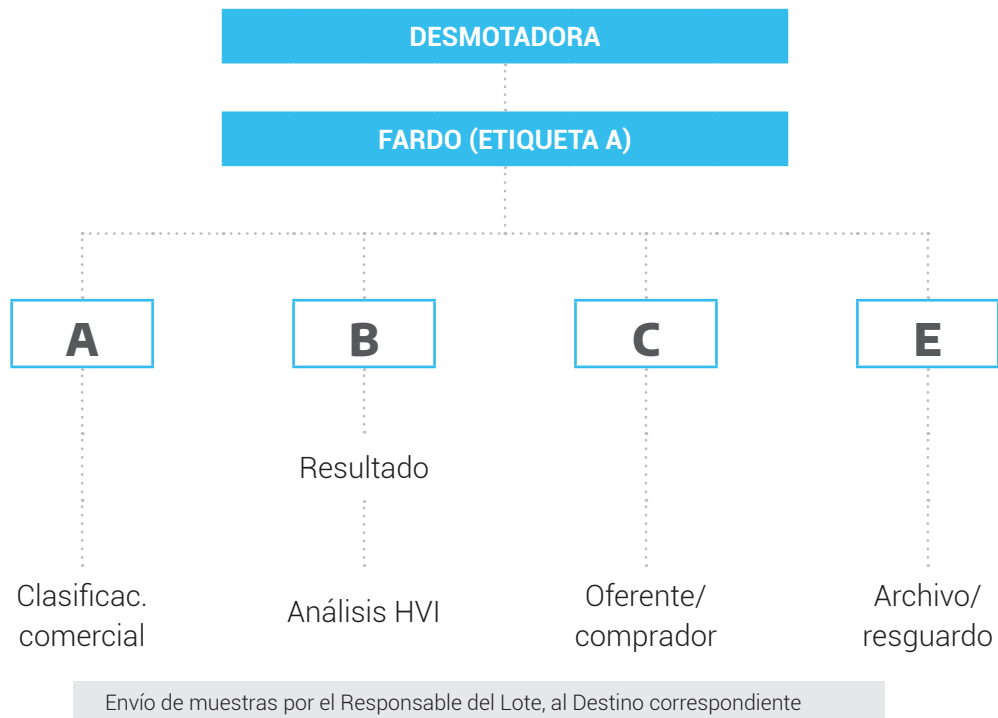 DESMOTADORA
FARDO (ETIQUETA A)
A
B
C
E
Resultado
Clasificac.
comercial
Análisis HVI
Oferente/
comprador
Archivo/
resguardo
Envío de muestras por el Responsable del Lote, al Destino correspondiente